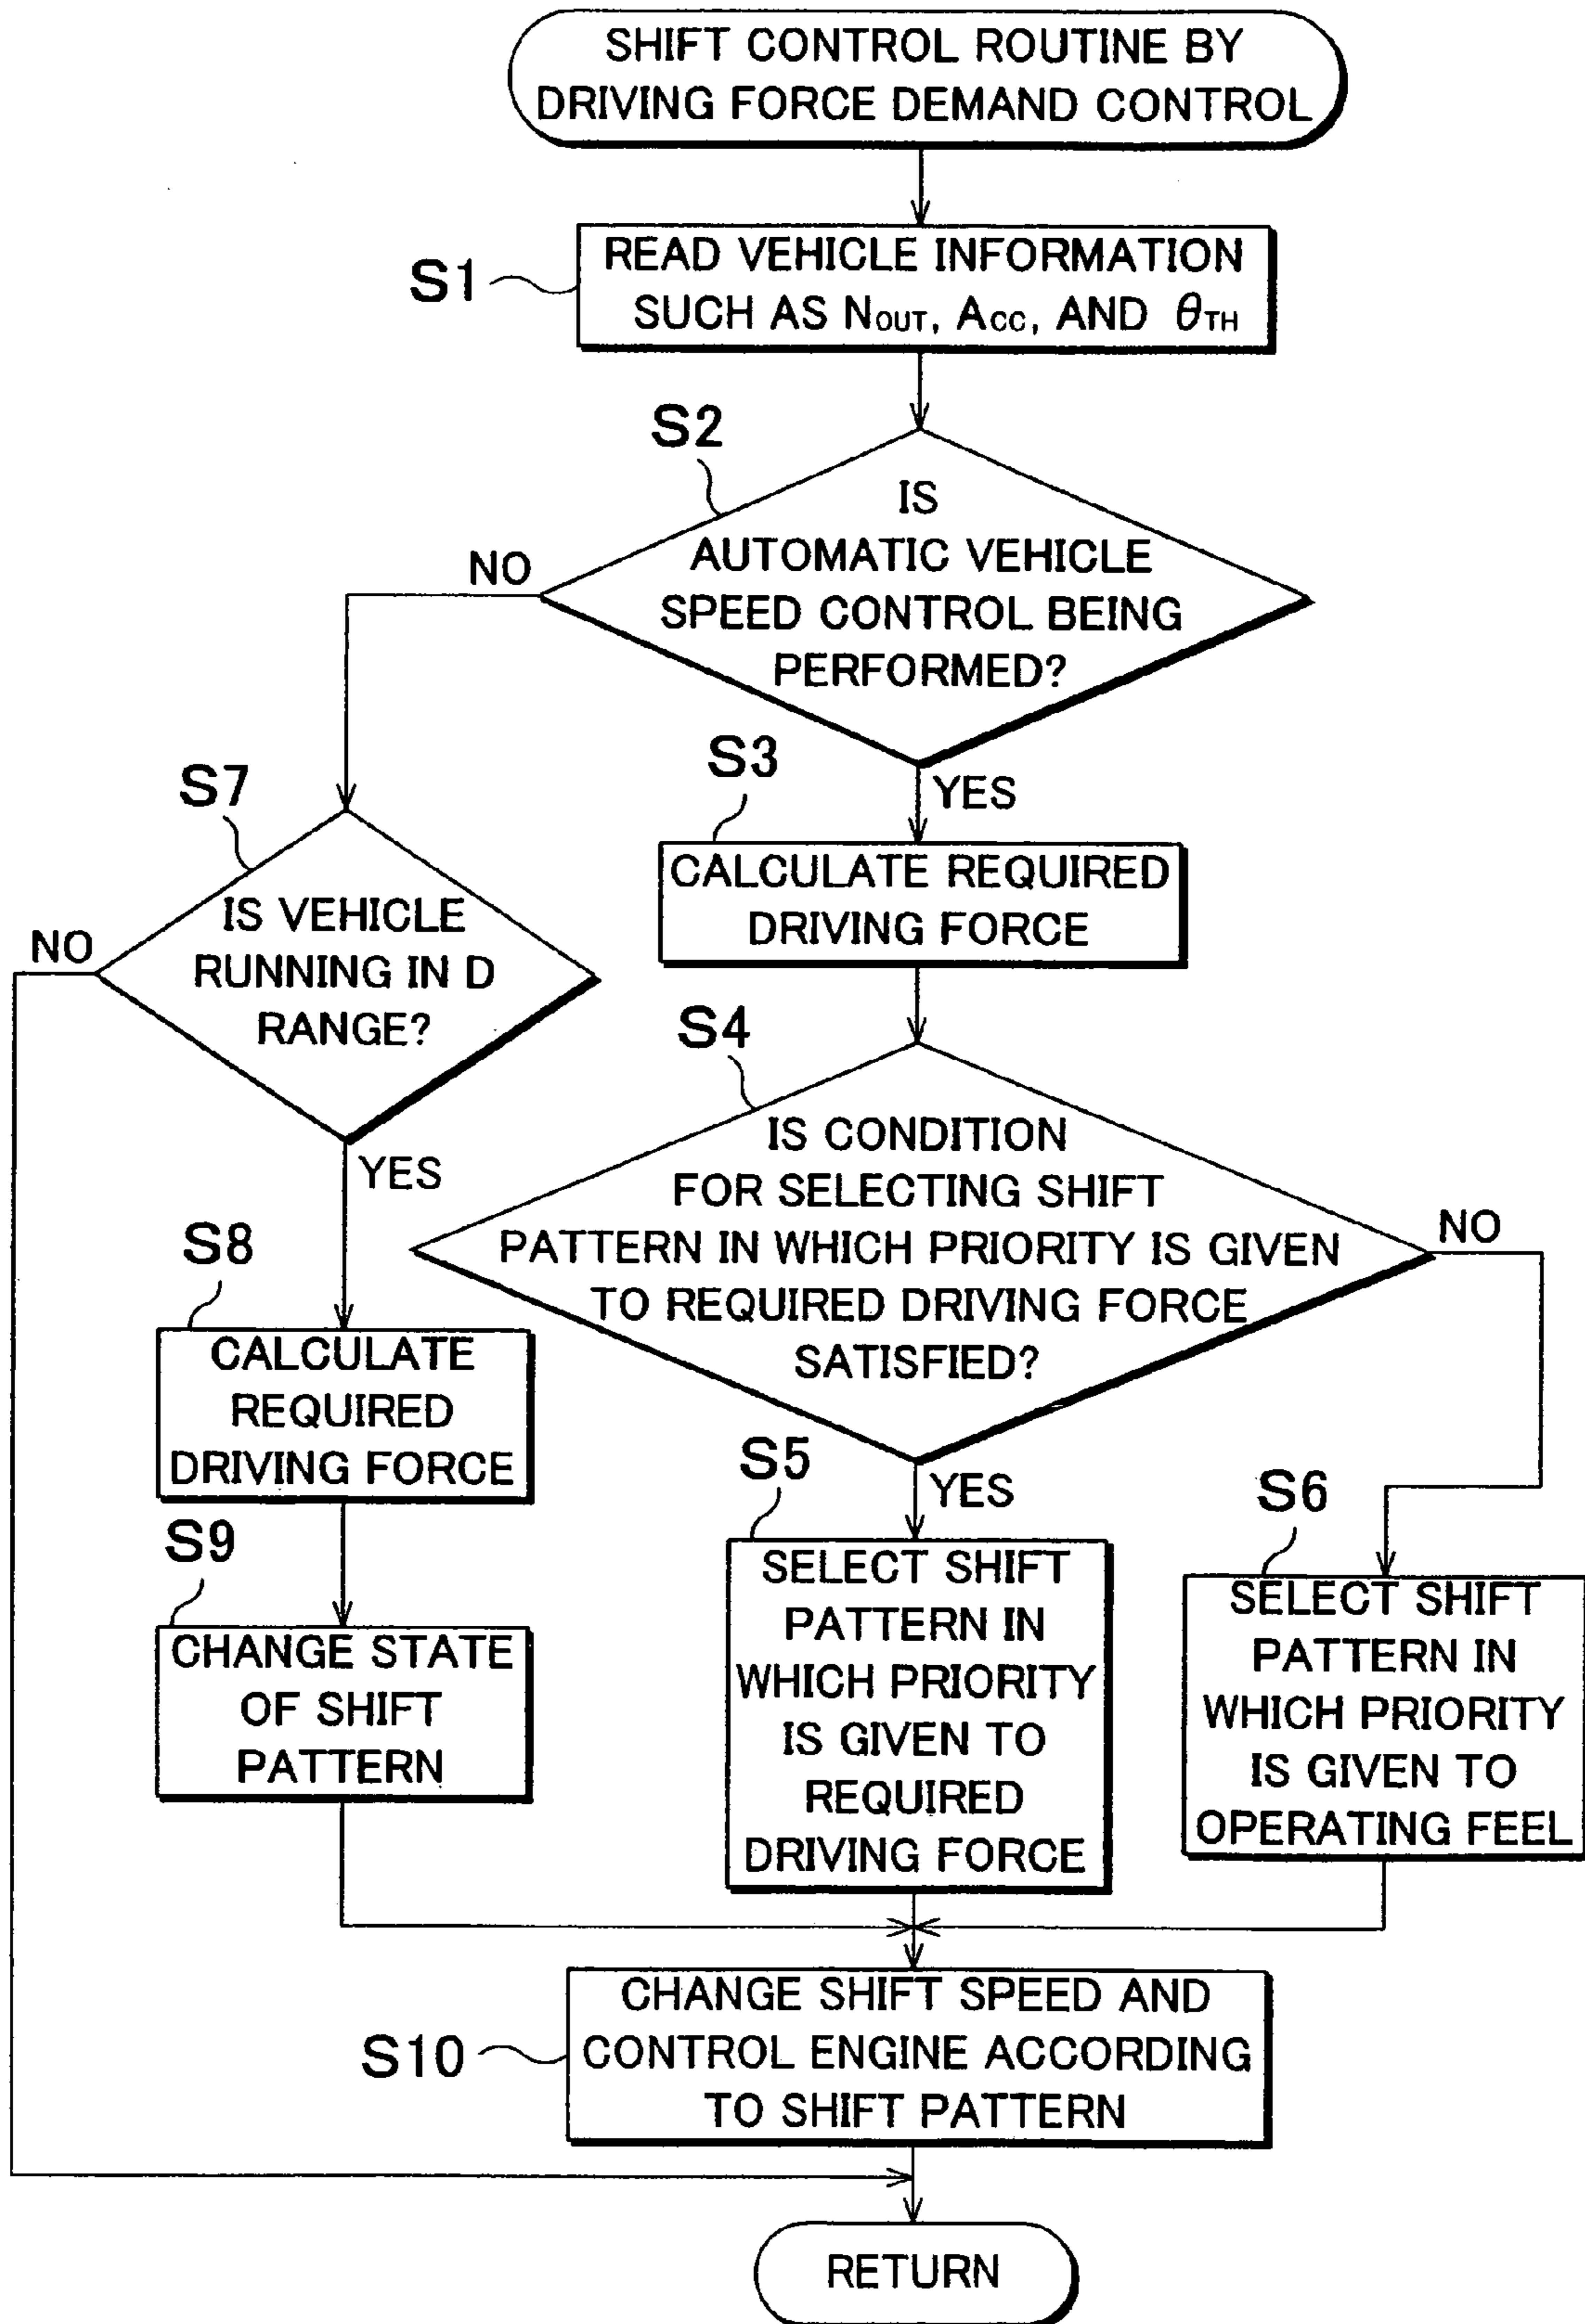 SHIFT CONTROL ROUTINE BY
DRIVING FORCE DEMAND CONTROL
S1
READ VEHICLE INFORMATION
SUCH AS NOUT, ACC, AND θTH
S2
IS
AUTOMATIC VEHICLE
SPEED CONTROL BEING
PERFORMED?
NO
YES
S3
CALCULATE REQUIRED
DRIVING FORCE
S7
IS VEHICLE
RUNNING IN D
RANGE?
NO
YES
S4
IS CONDITION
FOR SELECTING SHIFT
PATTERN IN WHICH PRIORITY IS GIVEN
TO REQUIRED DRIVING FORCE
SATISFIED?
NO
YES
S8
CALCULATE
REQUIRED
DRIVING FORCE
S9
CHANGE STATE
OF SHIFT
PATTERN
S5
SELECT SHIFT
PATTERN IN
WHICH PRIORITY
IS GIVEN TO
REQUIRED
DRIVING FORCE
S6
SELECT SHIFT
PATTERN IN
WHICH PRIORITY
IS GIVEN TO
OPERATING FEEL
S10
CHANGE SHIFT SPEED AND
CONTROL ENGINE ACCORDING
TO SHIFT PATTERN
RETURN